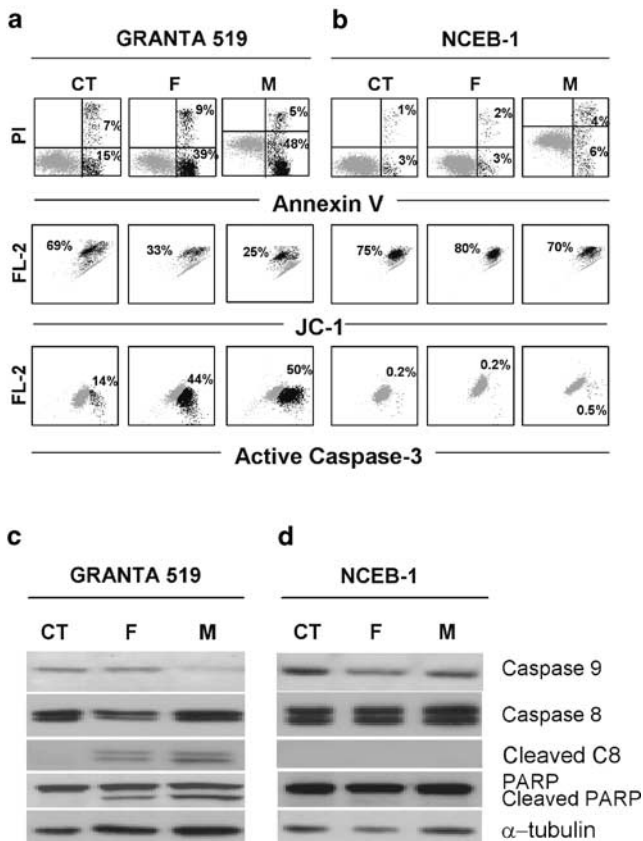 a b
GRANTA 519 NCEB-1
CT F M CT F M
PI
7% 9% 5% 1% 2% 4%
15% 39% 48% 3% 3% 6%
Annexin V
FL-2
69% 33% 25% 75% 80% 70%
JC-1
FL-2
14% 44% 50% 0.2% 0.2% 0.5%
Active Caspase-3
c d
GRANTA 519 NCEB-1
CT F M CT F M
Caspase 9
Caspase 8
Cleaved C8
PARP
Cleaved PARP
α-tubulin